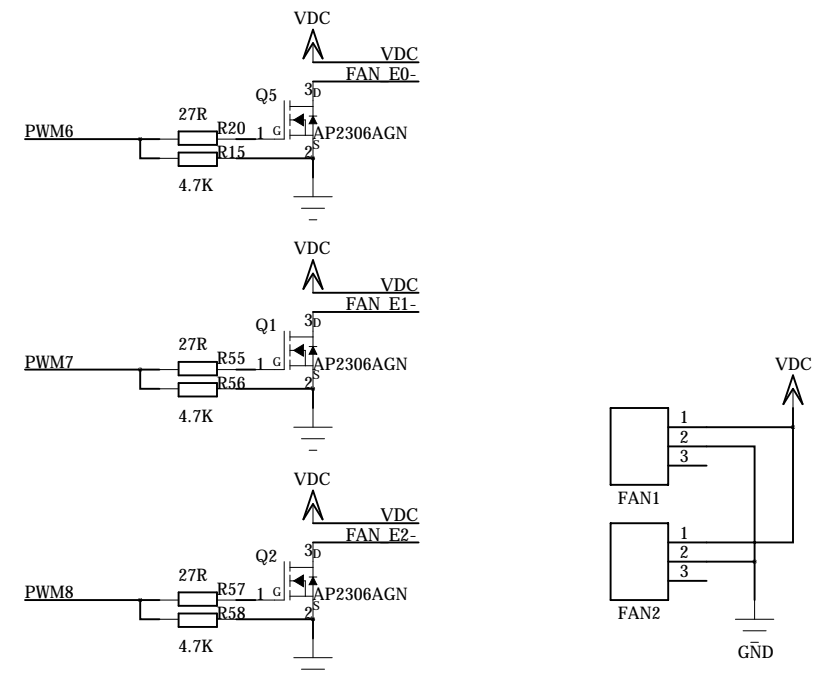 VDC
VDC
FAN_E0-
Q5
3 D
27R
PWM6
R20
1 G
AP2306AGN
R15
2 S
4.7K
VDC
VDC
FAN_E1-
Q1
3 D
27R
PWM7
R55
1 G
AP2306AGN
R56
2 S
4.7K
VDC
VDC
FAN_E2-
Q2
3 D
27R
PWM8
R57
1 G
AP2306AGN
R58
2 S
4.7K
VDC
1
2
3
FAN1
1
2
3
FAN2
GND